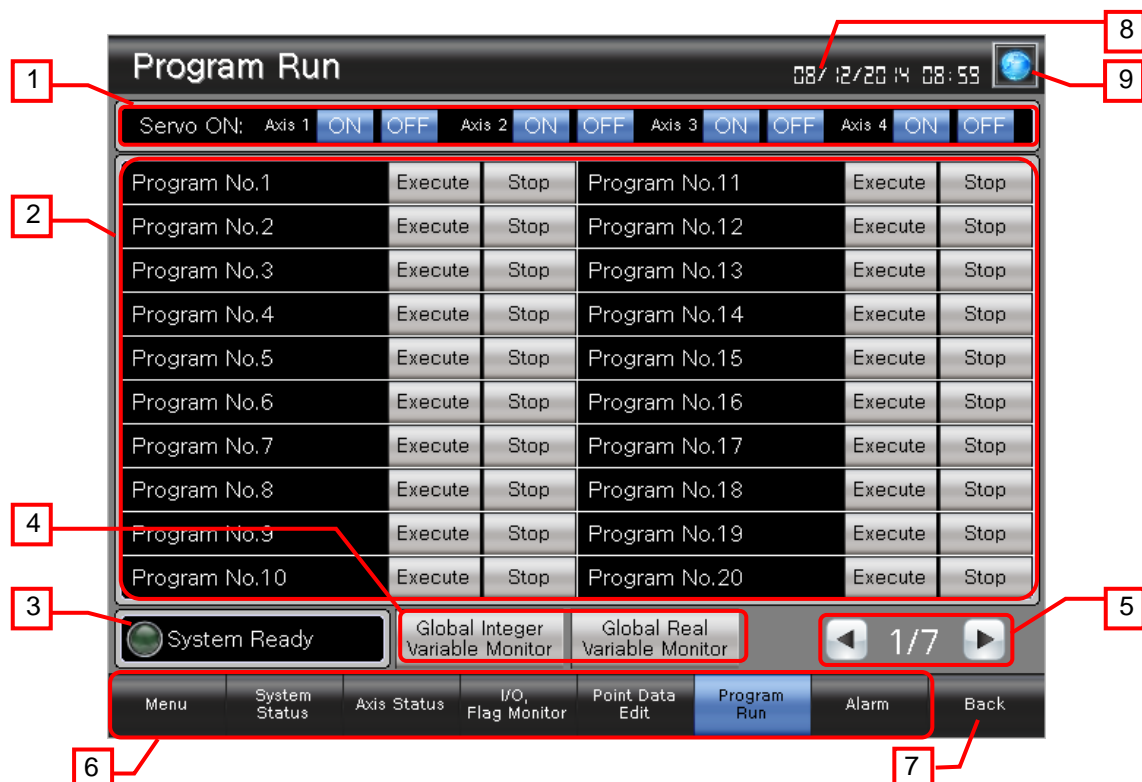 8
Program Run 08/12/2014 08:59
1
9
Servo ON: Axis 1 ON OFF Axis 2 ON OFF Axis 3 ON OFF Axis 4 ON OFF
2
Program No.1 Execute Stop Program No.11 Execute Stop
Program No.2 Execute Stop Program No.12 Execute Stop
Program No.3 Execute Stop Program No.13 Execute Stop
Program No.4 Execute Stop Program No.14 Execute Stop
Program No.5 Execute Stop Program No.15 Execute Stop
Program No.6 Execute Stop Program No.16 Execute Stop
Program No.7 Execute Stop Program No.17 Execute Stop
Program No.8 Execute Stop Program No.18 Execute Stop
4
Program No.9 Execute Stop Program No.19 Execute Stop
Program No.10 Execute Stop Program No.20 Execute Stop
3
5
System Ready
Global Integer
Variable Monitor
Global Real
Variable Monitor
1/7
Menu
System
Status
Axis Status
I/O,
Flag Monitor
Point Data
Edit
Program
Run
Alarm
Back
6
7